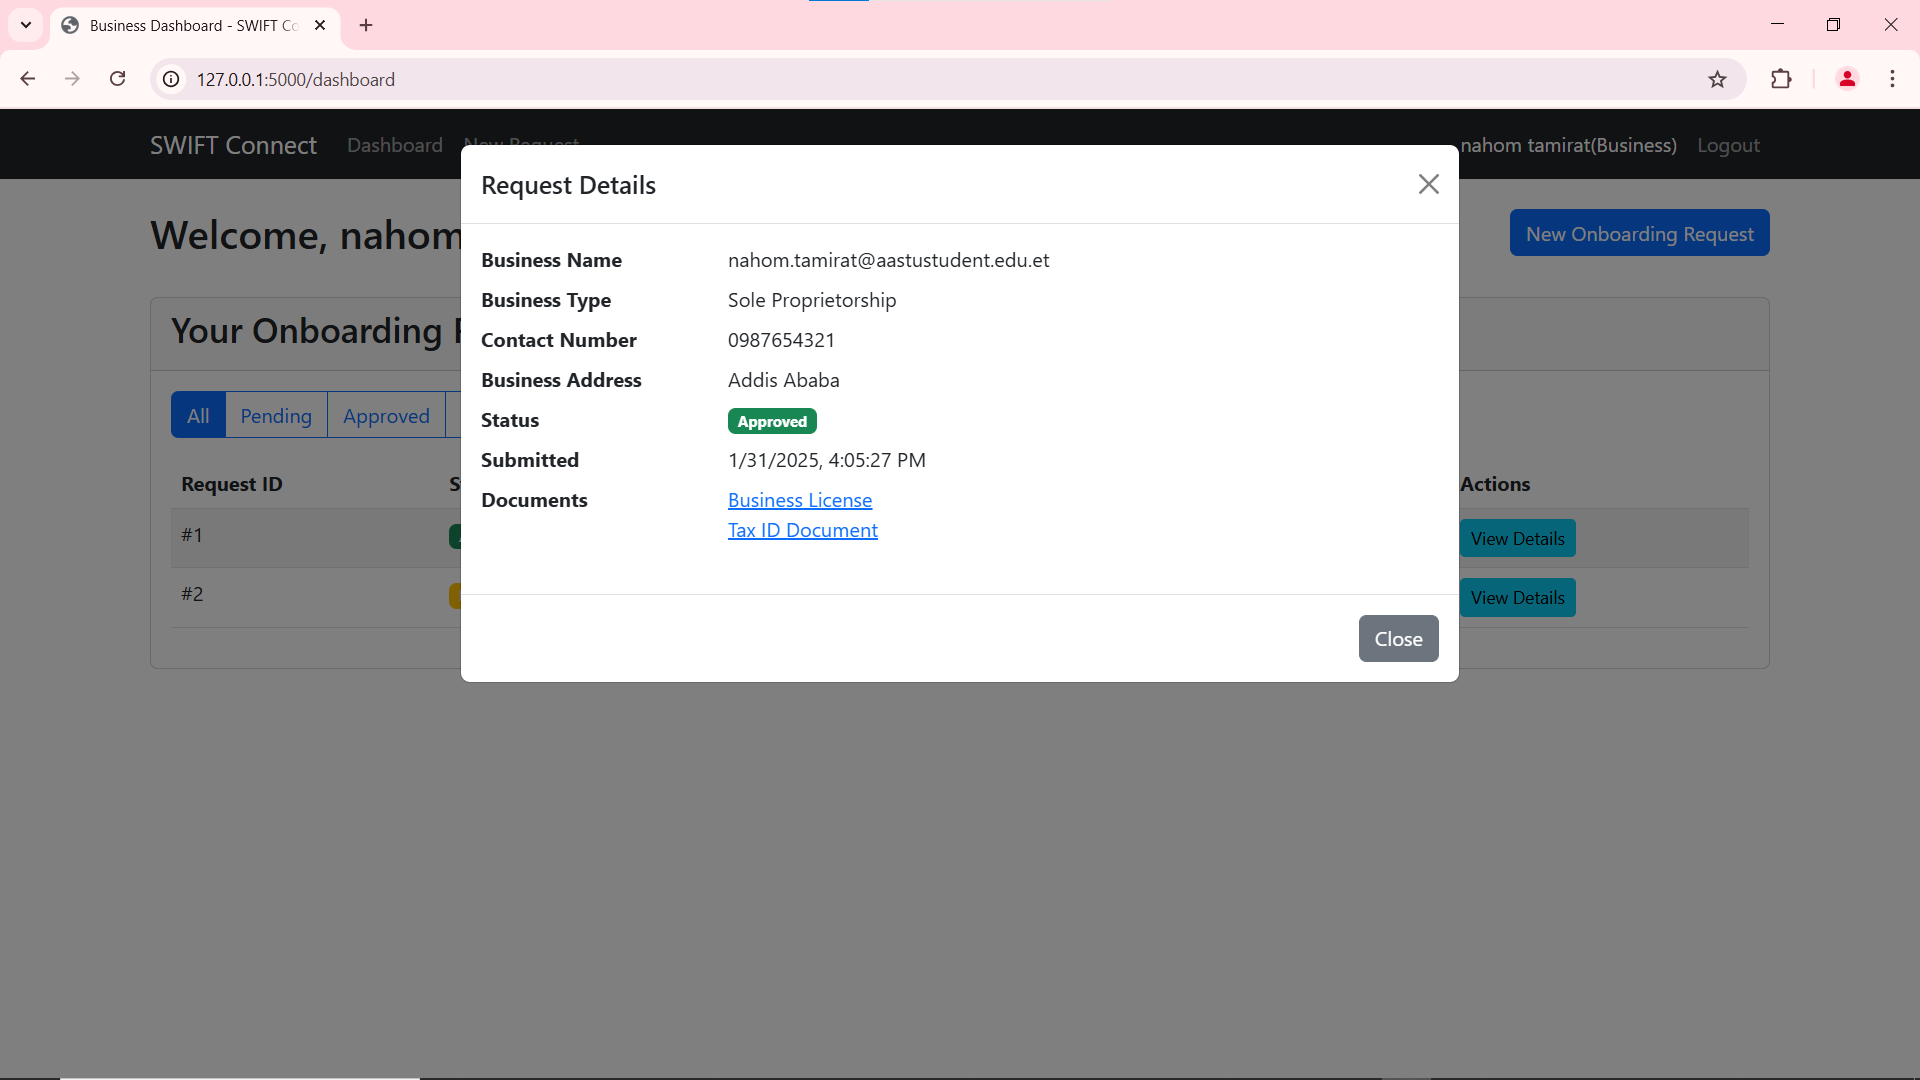 Business Dashboard - SWIFT Co
127.0.0.1:5000/dashboard
SWIFT Connect Dashboard New Request nahom tamirat(Business) Logout
Request Details
Welcome, nahom
New Onboarding Request
Business Name nahom.tamirat@aastustudent.edu.et
Business Type Sole Proprietorship
Your Onboarding
Contact Number 0987654321
Business Address Addis Ababa
All Pending Approved
Status Approved
Submitted 1/31/2025, 4:05:27 PM
Request ID Actions
Documents Business License
Tax ID Document
#1 View Details
#2 View Details
Close